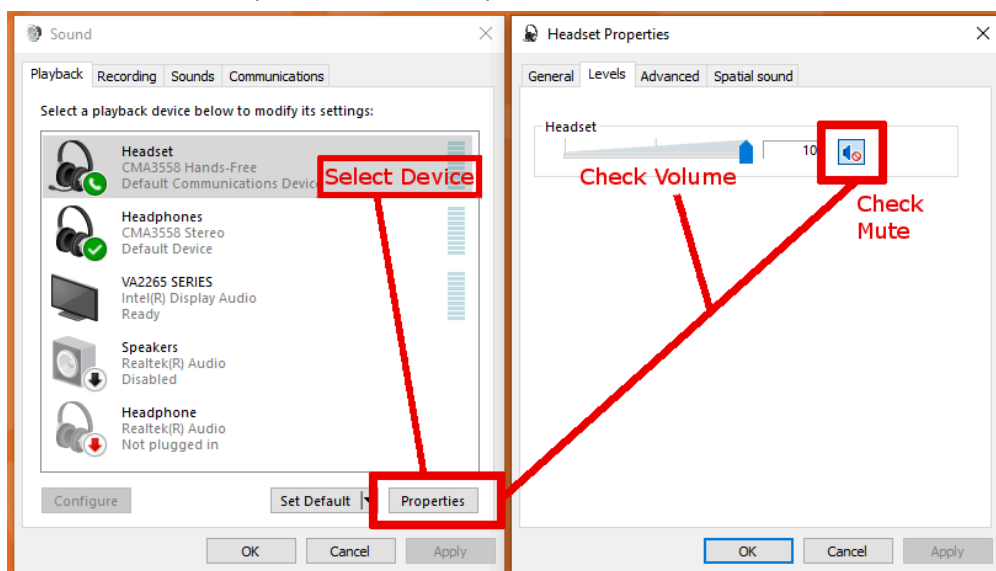 Sound
Playback Recording Sounds Communications
Select a playback device below to modify its settings:
Headset
CMA3558 Hands-Free
Default Communications Devic
Select Device
Headphones
CMA3558 Stereo
Default Device
VA2265 SERIES
Intel(R) Display Audio
Ready
Speakers
Realtek(R) Audio
Disabled
Headphone
Realtek(R) Audio
Not plugged in
Configure Set Default Properties
OK Cancel Apply
Headset Properties
General Levels Advanced Spatial sound
Headset
10
Check Volume
Check
Mute
OK Cancel Apply